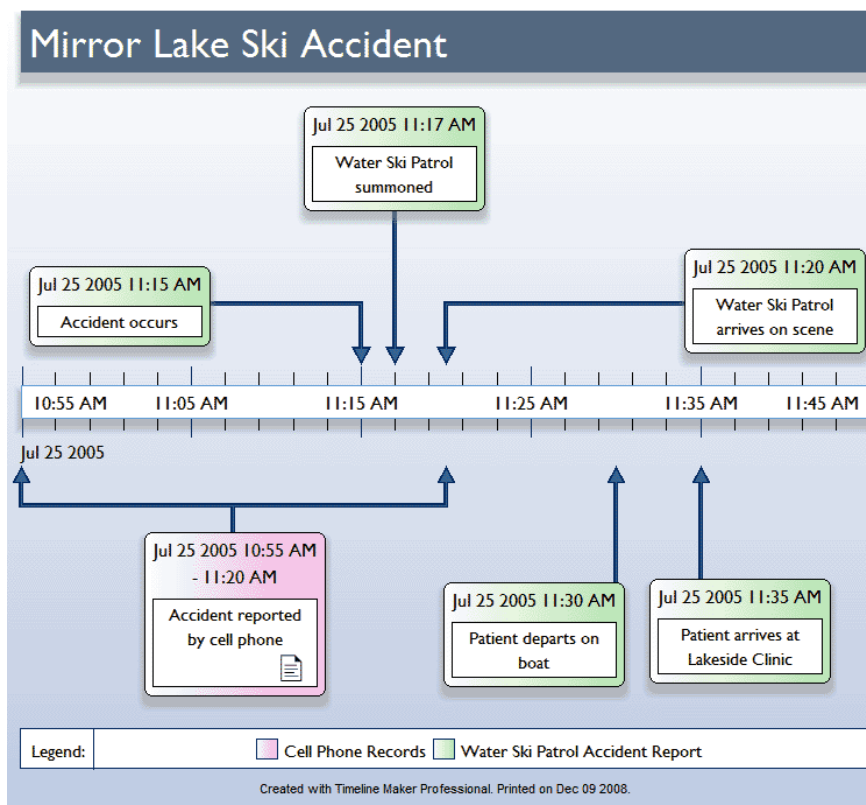 Mirror Lake Ski Accident
Jul 25 2005 11:17 AM
Water Ski Patrol
summoned
Jul 25 2005 11:15 AM
Accident occurs
Jul 25 2005 11:20 AM
Water Ski Patrol
arrives on scene
10:55 AM 11:05 AM 11:15 AM 11:25 AM 11:35 AM 11:45 AM
Jul 25 2005
Jul 25 2005 10:55 AM
- 11:20 AM
Accident reported
by cell phone
Jul 25 2005 11:30 AM
Patient departs on
boat
Jul 25 2005 11:35 AM
Patient arrives at
Lakeside Clinic
Legend: Cell Phone Records Water Ski Patrol Accident Report
Created with Timeline Maker Professional. Printed on Dec 09 2008.